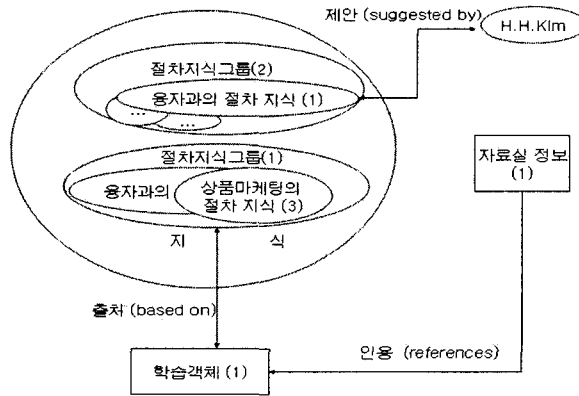 제안 (suggested by)
H.H.KIm
절차지식그룹(2)
융자과의 절차 지식 (1)
...
...
절차지식그룹(1)
융자과의
상품마케팅의
절차 지식 (3)
지 식
자료실 정보
(1)
출처 (based on)
인용 (references)
학습객체 (1)